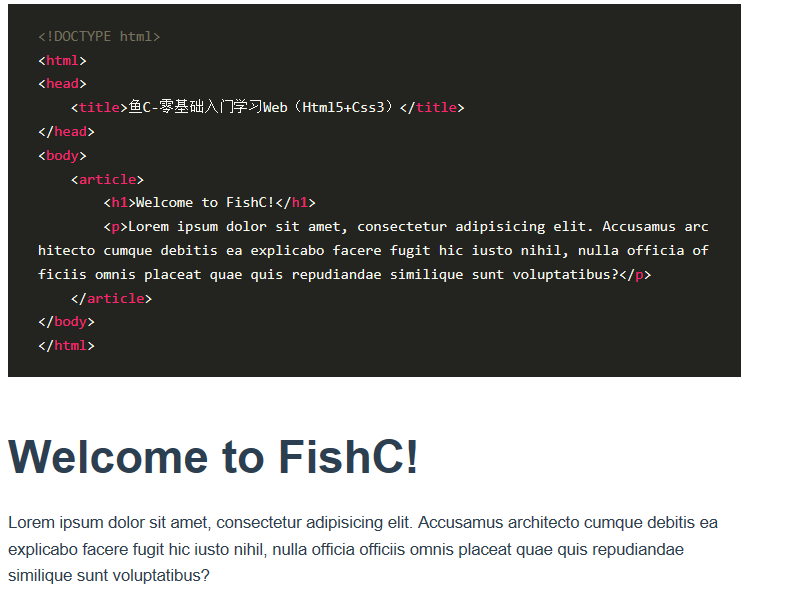 <!DOCTYPE html>
<html>
<head>
    <title>鱼C-零基础入门学习Web（Html5+Css3）</title>
</head>
<body>
    <article>
        <h1>Welcome to FishC!</h1>
        <p>Lorem ipsum dolor sit amet, consectetur adipisicing elit. Accusamus arc
hitecto cumque debitis ea explicabo facere fugit hic iusto nihil, nulla officia of
ficiis omnis placeat quae quis repudiandae similique sunt voluptatibus?</p>
    </article>
</body>
</html>
Welcome to FishC!
Lorem ipsum dolor sit amet, consectetur adipisicing elit. Accusamus architecto cumque debitis ea
explicabo facere fugit hic iusto nihil, nulla officia officiis omnis placeat quae quis repudiandae
similique sunt voluptatibus?